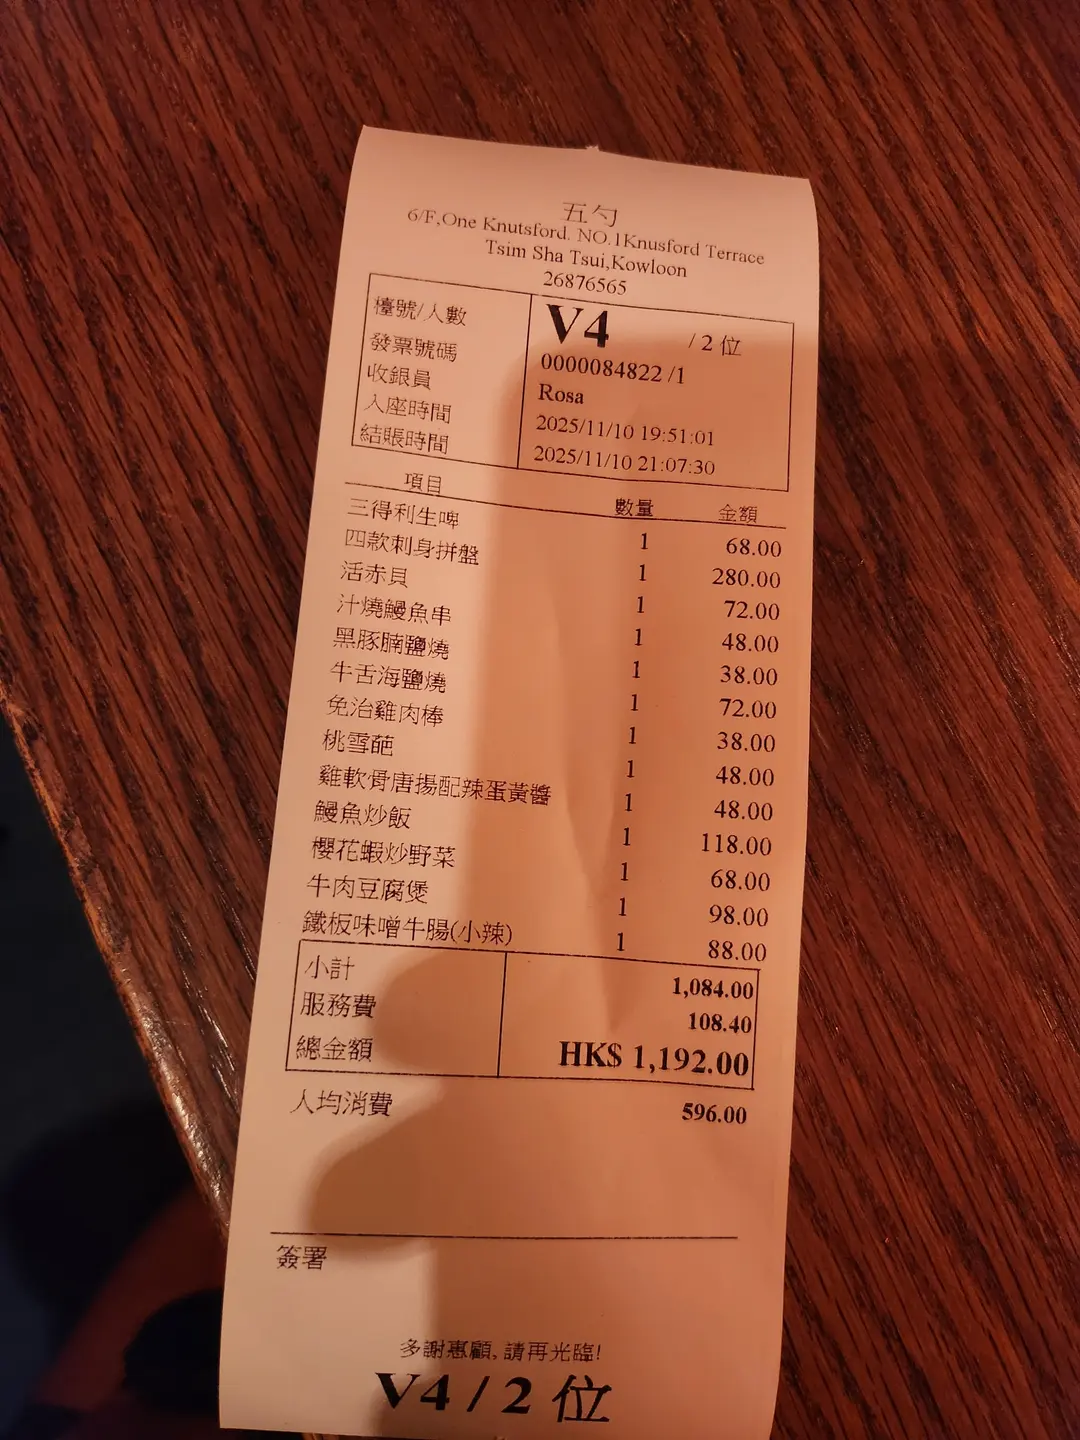 五勺
6/F,One Knutsford. NO.1Knusford Terrace
Tsim Sha Tsui,Kowloon
26876565
檯號/人數 V4 / 2 位
發票號碼 0000084822 /1
收銀員 Rosa
入座時間 2025/11/10 19:51:01
結賬時間 2025/11/10 21:07:30
項目 數量 金額
三得利生啤 1 68.00
四款刺身拼盤 1 280.00
活赤貝 1 72.00
汁燒鰻魚串 1 48.00
黑豚腩鹽燒 1 38.00
牛舌海鹽燒 1 72.00
免治雞肉棒 1 38.00
桃雪葩 1 48.00
雞軟骨唐揚配辣蛋黃醬 1 48.00
鰻魚炒飯 1 118.00
櫻花蝦炒野菜 1 68.00
牛肉豆腐煲 1 98.00
鐵板味噌牛腸(小辣) 1 88.00
小計 1,084.00
服務費 108.40
總金額 HK$ 1,192.00
人均消費 596.00
簽署
多謝惠顧, 請再光臨!
V4 / 2 位